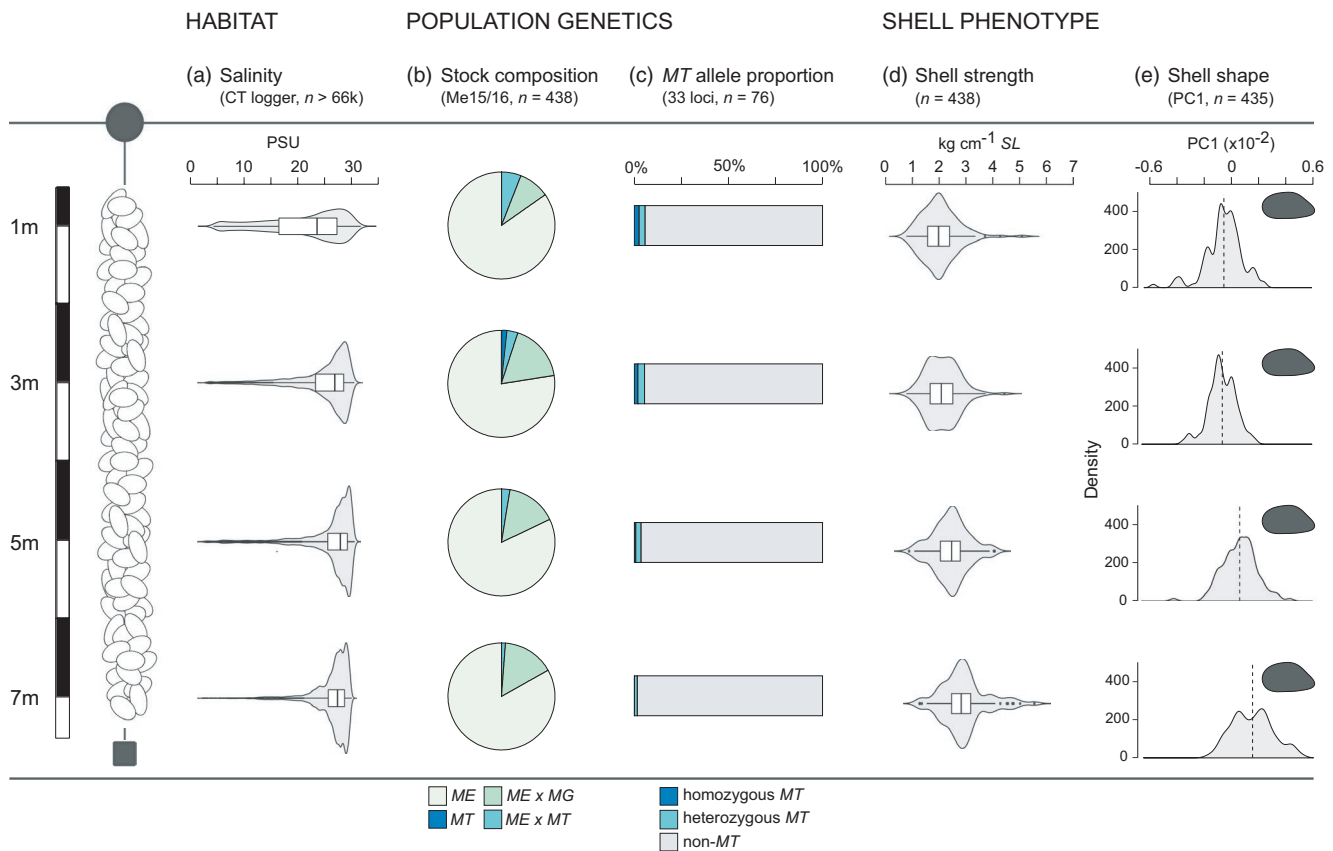 HABITAT POPULATION GENETICS SHELL PHENOTYPE
(a) Salinity (b) Stock composition (c) MT allele proportion (d) Shell strength (e) Shell shape
(CT logger, n > 66k) (Me15/16, n = 438) (33 loci, n = 76) (n = 438) (PC1, n = 435)
PSU kg cm⁻¹ SL PC1 (x10⁻²)
0 10 20 30 0% 50% 100% 0 1 2 3 4 5 6 7 -0.6 0 0.6
1m
400
200
0
3m
400
200
0
5m
400
200
0
7m
400
200
0
Density
ME ME x MG homozygous MT
MT ME x MT heterozygous MT
non-MT